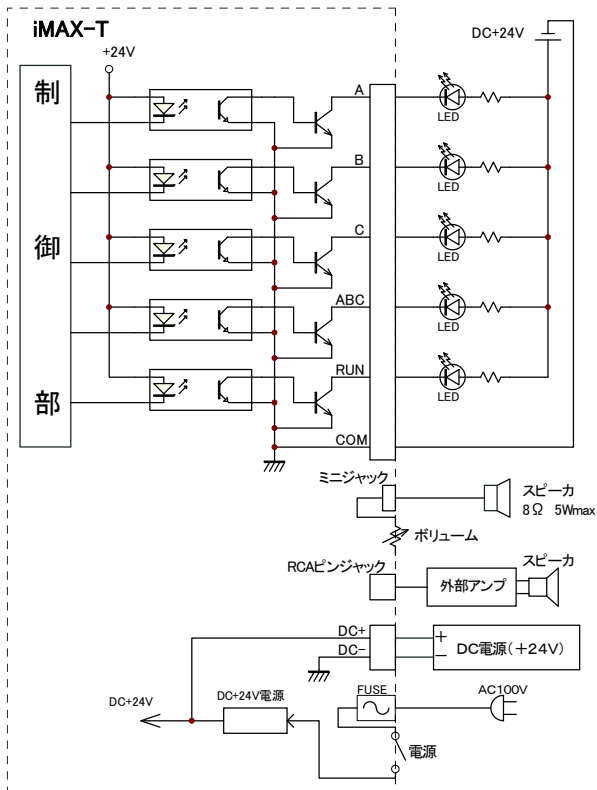 iMAX-T
+24V
DC+24V
制
御
部
A
LED
B
LED
C
LED
ABC
LED
RUN
LED
COM
ミニジャック
スピーカ
8Ω 5Wmax
ボリューム
RCAピンジャック
スピーカ
外部アンプ
DC+
DC-
+
−
DC電源(+24V)
DC+24V
DC+24V電源
FUSE
AC100V
電源